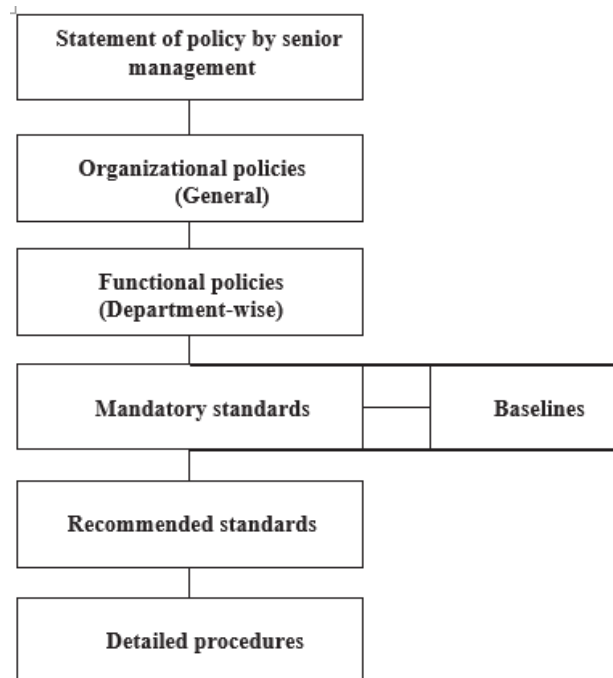 Statement of policy by senior
management
Organizational policies
(General)
Functional policies
(Department-wise)
Mandatory standards
Baselines
Recommended standards
Detailed procedures